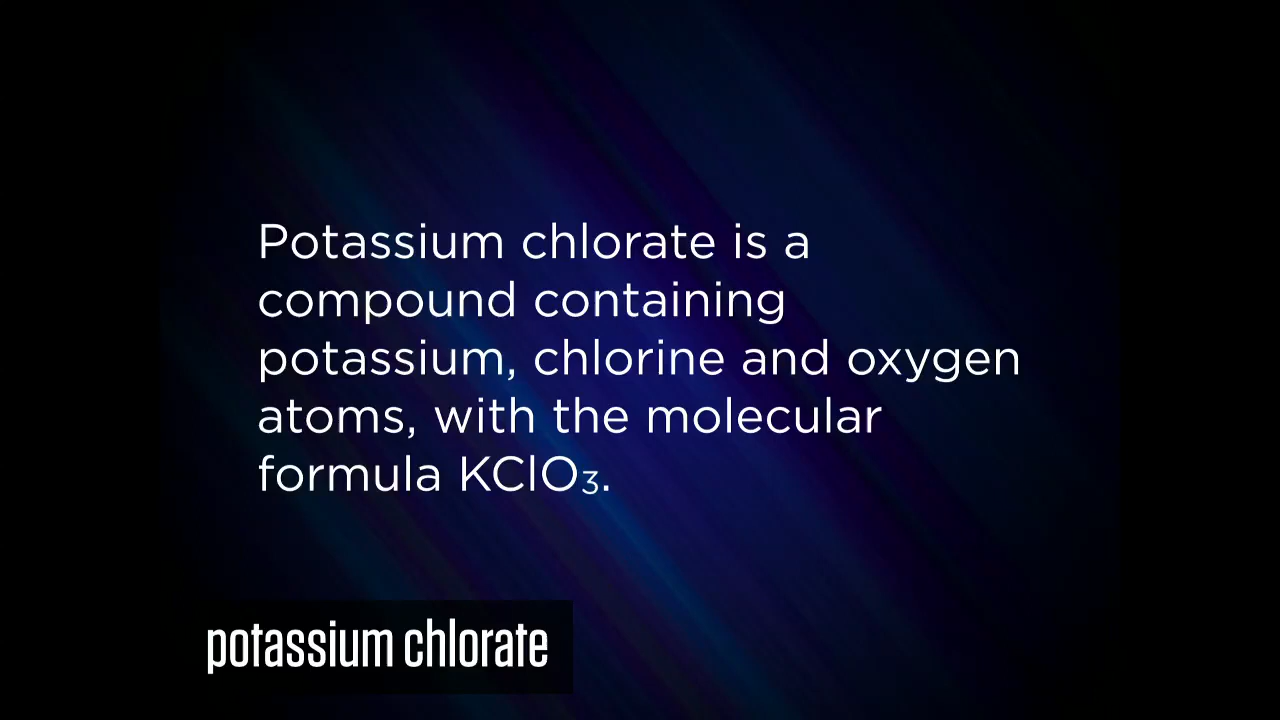 Potassium chlorate is a
compound containing
potassium, chlorine and oxygen
atoms, with the molecular
formula KClO₃.
potassium chlorate